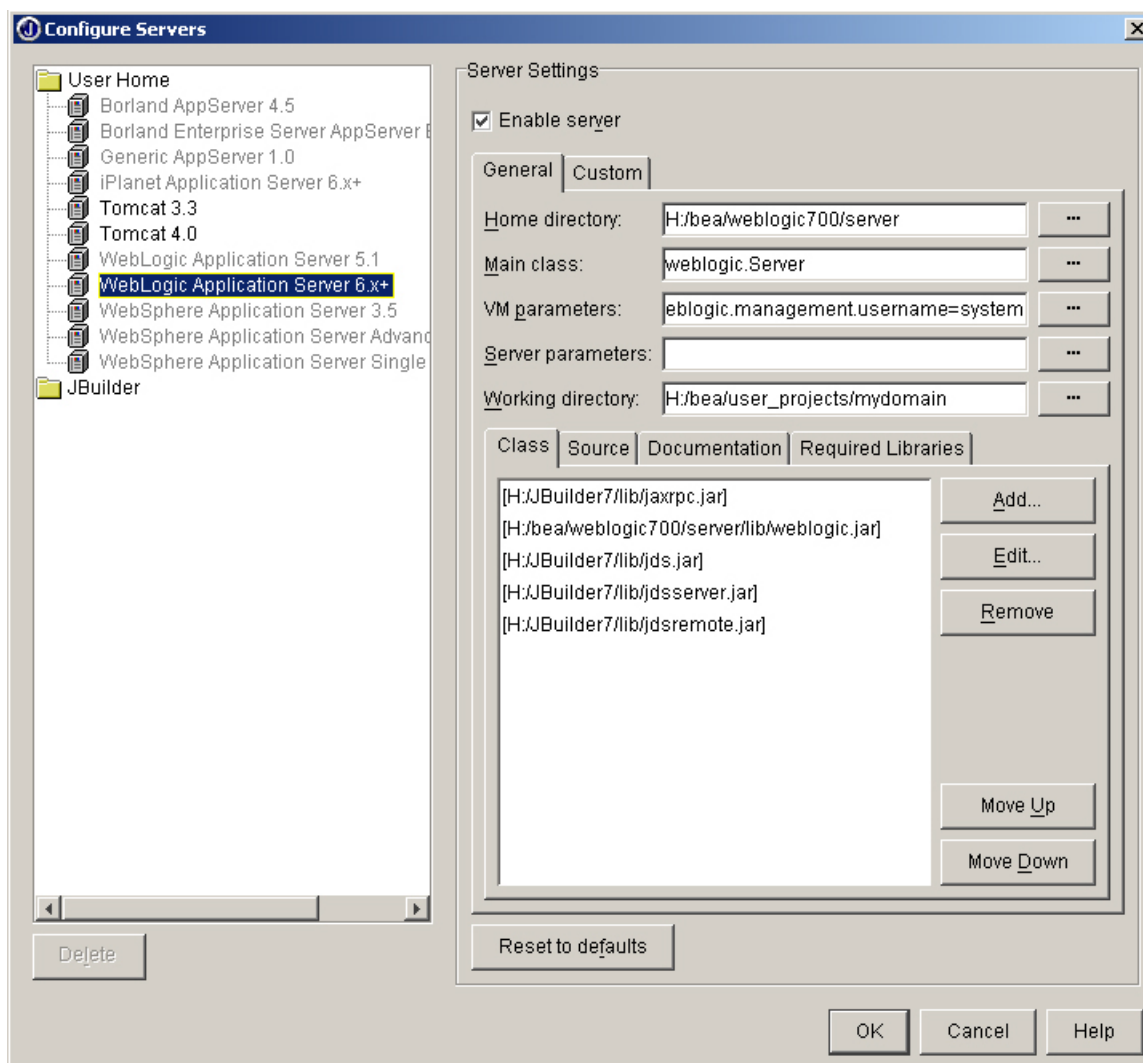 Configure Servers
User Home
Borland AppServer 4.5
Borland Enterprise Server AppServer
Generic AppServer 1.0
iPlanet Application Server 6.x+
Tomcat 3.3
Tomcat 4.0
WebLogic Application Server 5.1
WebLogic Application Server 6.x+
WebSphere Application Server 3.5
WebSphere Application Server Advanc
WebSphere Application Server Single
JBuilder
Delete
Server Settings
Enable server
General Custom
Home directory: H:/bea/weblogic700/server ...
Main class: weblogic.Server ...
VM parameters: eblogic.management.username=system ...
Server parameters: ...
Working directory: H:/bea/user_projects/mydomain ...
Class Source Documentation Required Libraries
[H:/JBuilder7/lib/jaxrpc.jar]
[H:/bea/weblogic700/server/lib/weblogic.jar]
[H:/JBuilder7/lib/jds.jar]
[H:/JBuilder7/lib/jdsserver.jar]
[H:/JBuilder7/lib/jdsremote.jar]
Add...
Edit...
Remove
Move Up
Move Down
Reset to defaults
OK Cancel Help